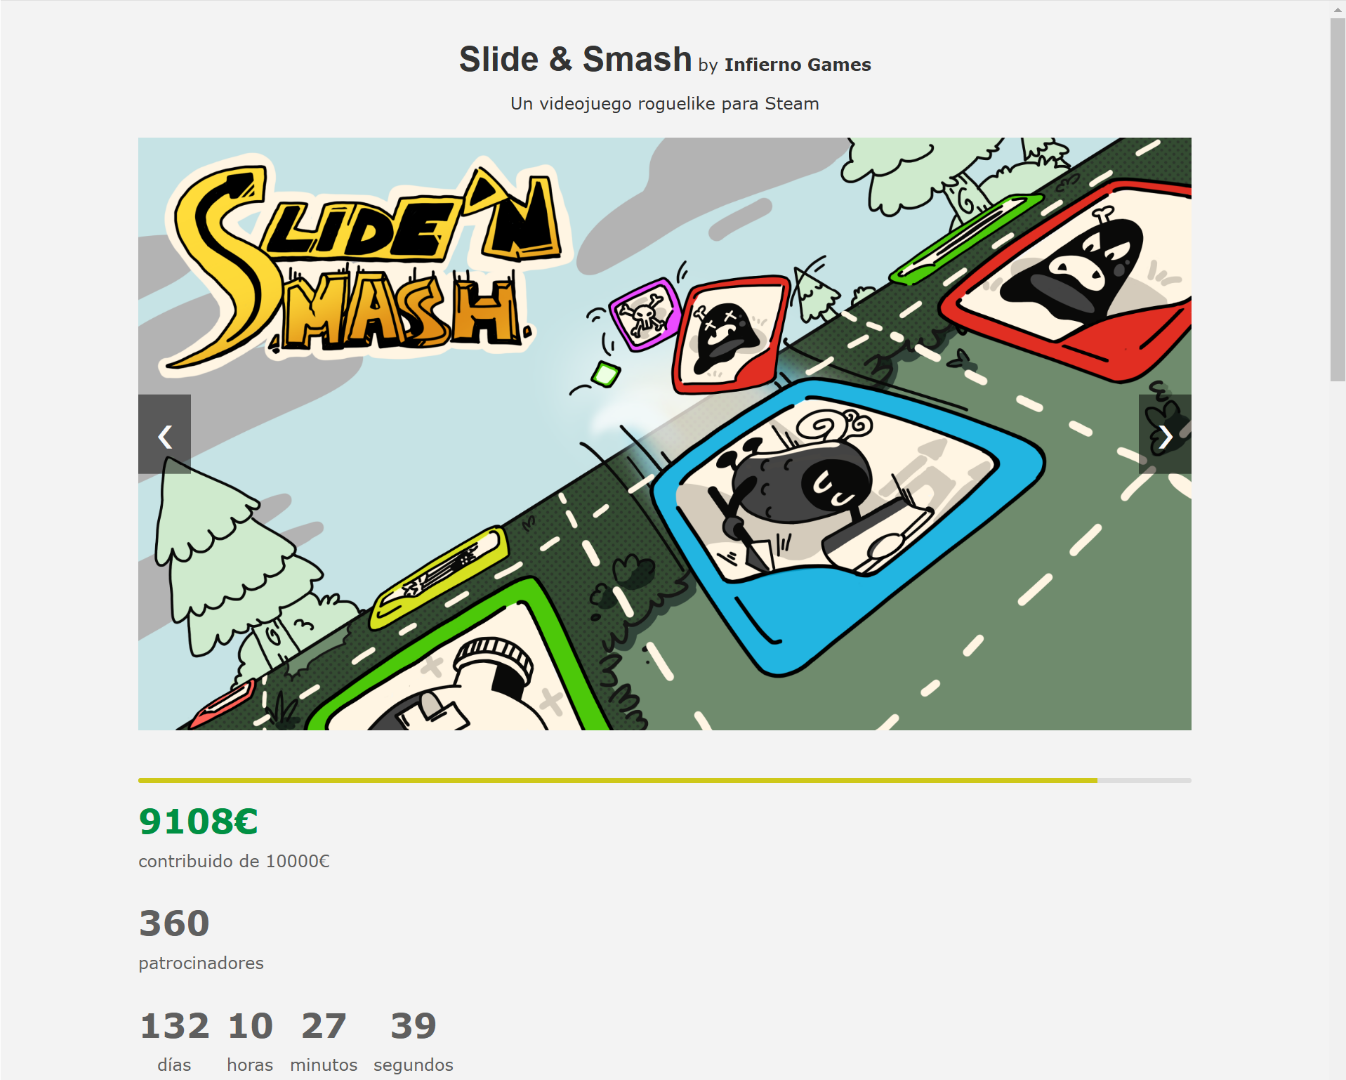 Slide & Smash by Infierno Games
Un videojuego roguelike para Steam
SLIDE'N
SMASH.
9108€
contribuido de 10000€
360
patrocinadores
132 10 27 39
días horas minutos segundos